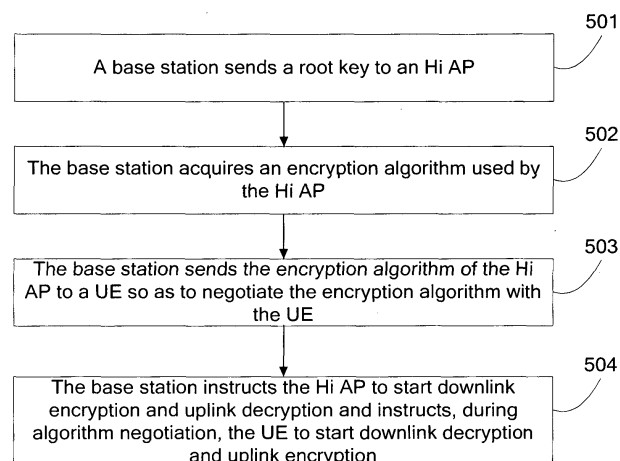 501
A base station sends a root key to an Hi AP
502
The base station acquires an encryption algorithm used by
the Hi AP
503
The base station sends the encryption algorithm of the Hi
AP to a UE so as to negotiate the encryption algorithm with
the UE
504
The base station instructs the Hi AP to start downlink
encryption and uplink decryption and instructs, during
algorithm negotiation, the UE to start downlink decryption
and uplink encryption